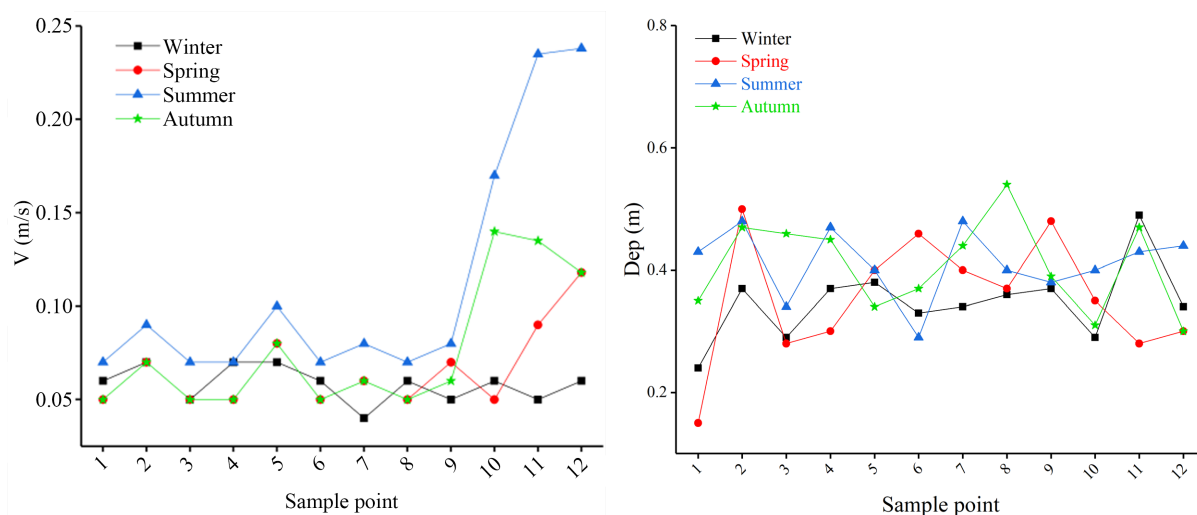 0.25
0.20
0.15
0.10
0.05
V (m/s)
Winter
Spring
Summer
Autumn
1 2 3 4 5 6 7 8 9 10 11 12
Sample point
0.8
0.6
0.4
0.2
Dep (m)
Winter
Spring
Summer
Autumn
1 2 3 4 5 6 7 8 9 10 11 12
Sample point